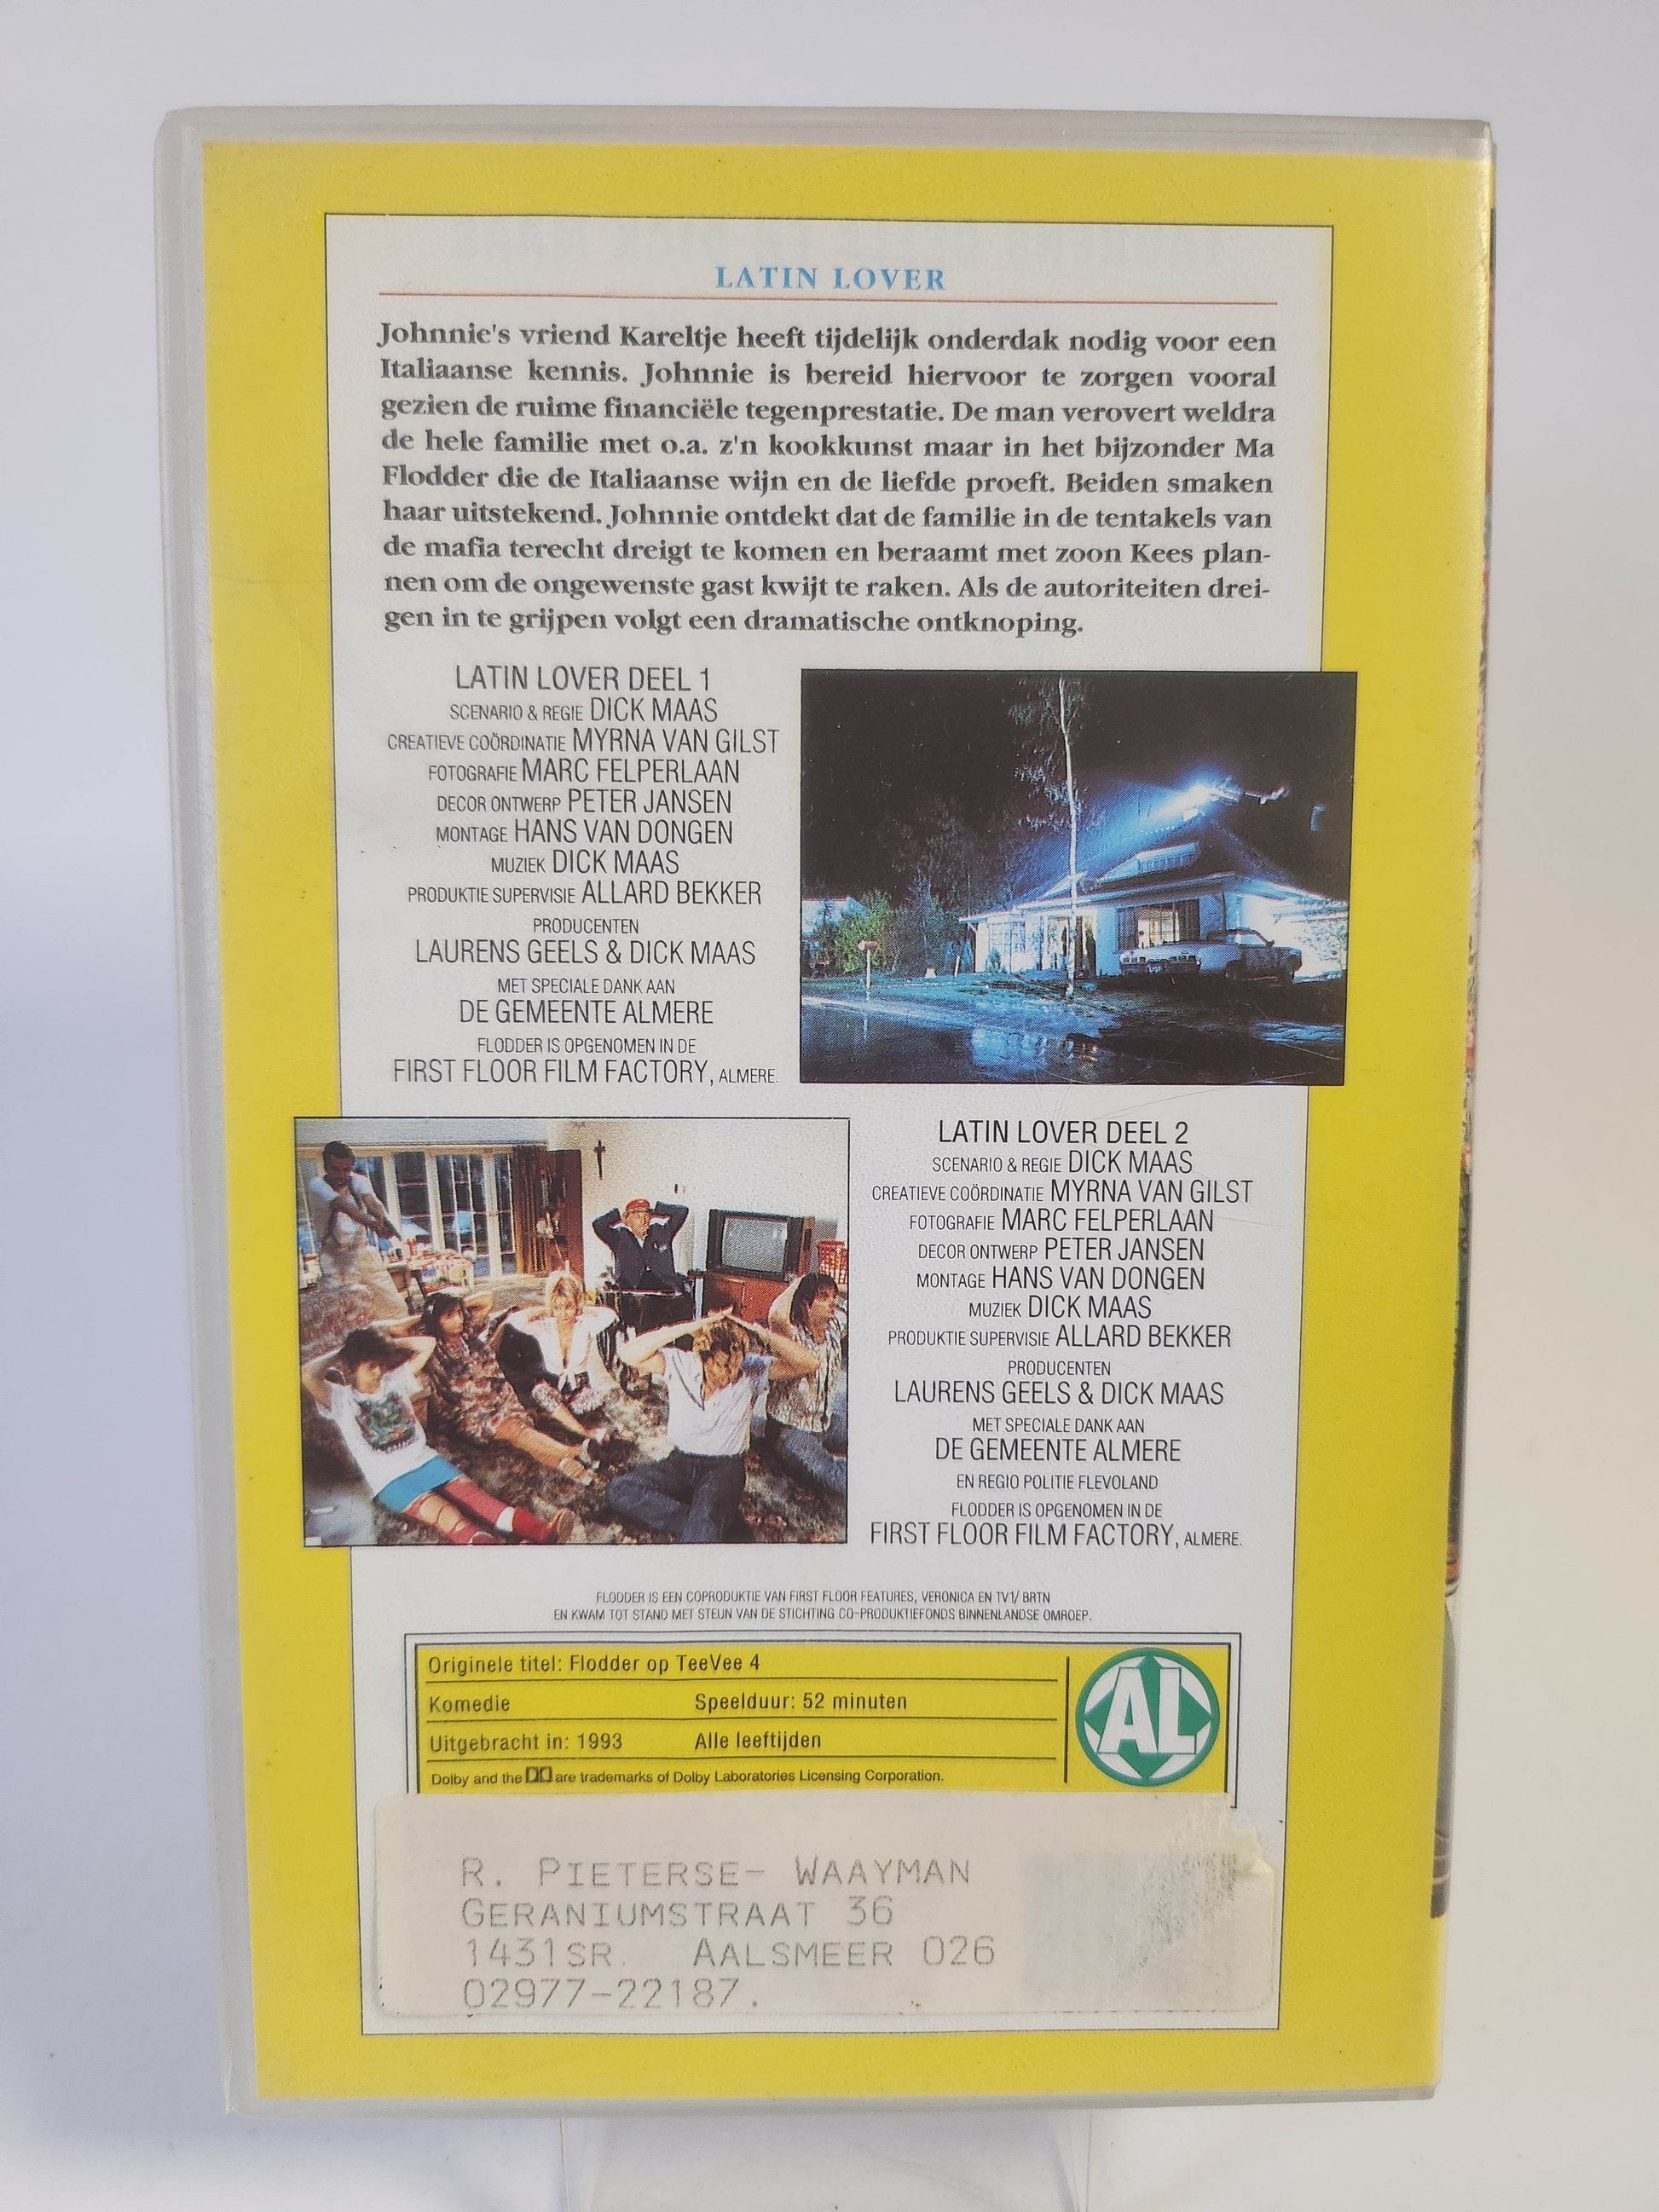 LATIN LOVER
Johnnie's vriend Kareltje heeft tijdelijk onderdak nodig voor een
Italiaanse kennis. Johnnie is bereid hiervoor te zorgen vooral
gezien de ruime financiële tegenprestatie. De man verovert weldra
de hele familie met o.a. z'n kookkunst maar in het bijzonder Ma
Flodder die de Italiaanse wijn en de liefde proeft. Beiden smaken
haar uitstekend. Johnnie ontdekt dat de familie in de tentakels van
de mafia terecht dreigt te komen en beraamt met zoon Kees plan-
nen om de ongewenste gast kwijt te raken. Als de autoriteiten drei-
gen in te grijpen volgt een dramatische ontknoping.
LATIN LOVER DEEL 1
SCENARIO & REGIE DICK MAAS
CREATIEVE COÖRDINATIE MYRNA VAN GILST
FOTOGRAFIE MARC FELPERLAAN
DECOR ONTWERP PETER JANSEN
MONTAGE HANS VAN DONGEN
MUZIEK DICK MAAS
PRODUKTIE SUPERVISIE ALLARD BEKKER
PRODUCENTEN
LAURENS GEELS & DICK MAAS
MET SPECIALE DANK AAN
DE GEMEENTE ALMERE
FLODDER IS OPGENOMEN IN DE
FIRST FLOOR FILM FACTORY, ALMERE.
LATIN LOVER DEEL 2
SCENARIO & REGIE DICK MAAS
CREATIEVE COÖRDINATIE MYRNA VAN GILST
FOTOGRAFIE MARC FELPERLAAN
DECOR ONTWERP PETER JANSEN
MONTAGE HANS VAN DONGEN
MUZIEK DICK MAAS
PRODUKTIE SUPERVISIE ALLARD BEKKER
PRODUCENTEN
LAURENS GEELS & DICK MAAS
MET SPECIALE DANK AAN
DE GEMEENTE ALMERE
EN REGIO POLITIE FLEVOLAND
FLODDER IS OPGENOMEN IN DE
FIRST FLOOR FILM FACTORY, ALMERE.
FLODDER IS EEN COPRODUKTIE VAN FIRST FLOOR FEATURES, VERONICA EN TV1/ BRTN
EN KWAM TOT STAND MET STEUN VAN DE STICHTING CO-PRODUKTIEFONDS BINNENLANDSE OMROEP.
Originele titel: Flodder op TeeVee 4
Komedie Speelduur: 52 minuten
Uitgebracht in: 1993 Alle leeftijden
Dolby and the are trademarks of Dolby Laboratories Licensing Corporation.
AL
R. PIETERSE- WAAYMAN
GERANIUMSTRAAT 36
1431SR. AALSMEER 026
02977-22187.